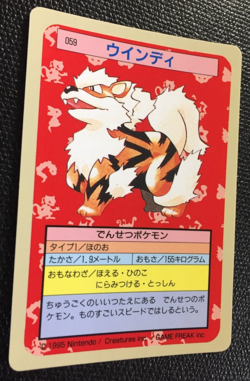 059
ウインディ
でんせつポケモン
タイプ/ほのお
たかさ/1.9メートル おもさ/155キログラム
おもなわざ/ほえる・ひのこ
にらみつける・とっしん
ちゅうごくのいいつたえにある でんせつのポ
ケモン。ものすごいスピードではしるという。
© 1995 Nintendo / Creatures inc. GAME FREAK inc.